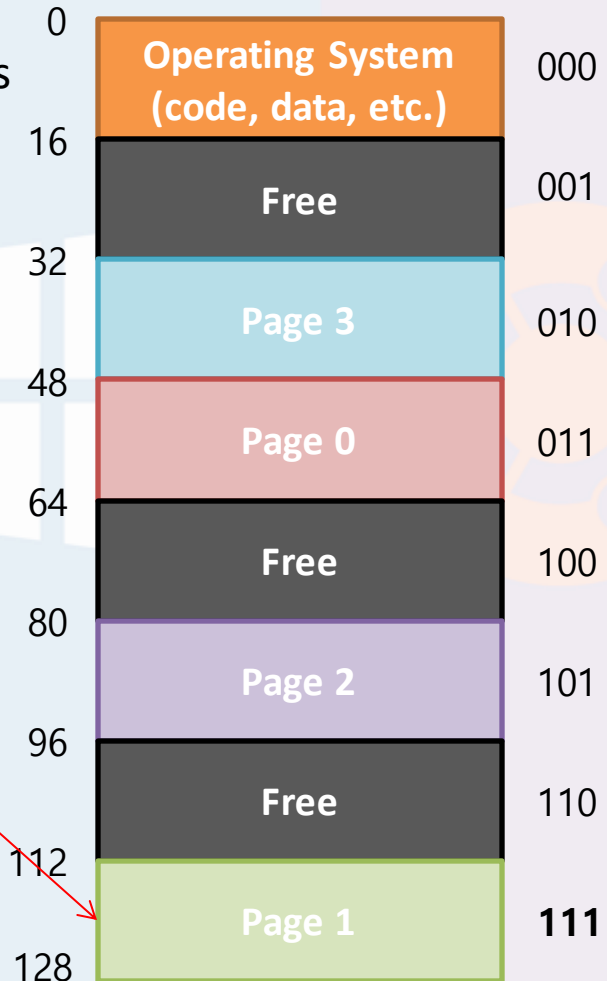 0
s
Operating System
(code, data, etc.)
000
16
Free
001
32
Page 3
010
48
Page 0
011
64
Free
100
80
Page 2
101
96
Free
110
112
Page 1
111
128